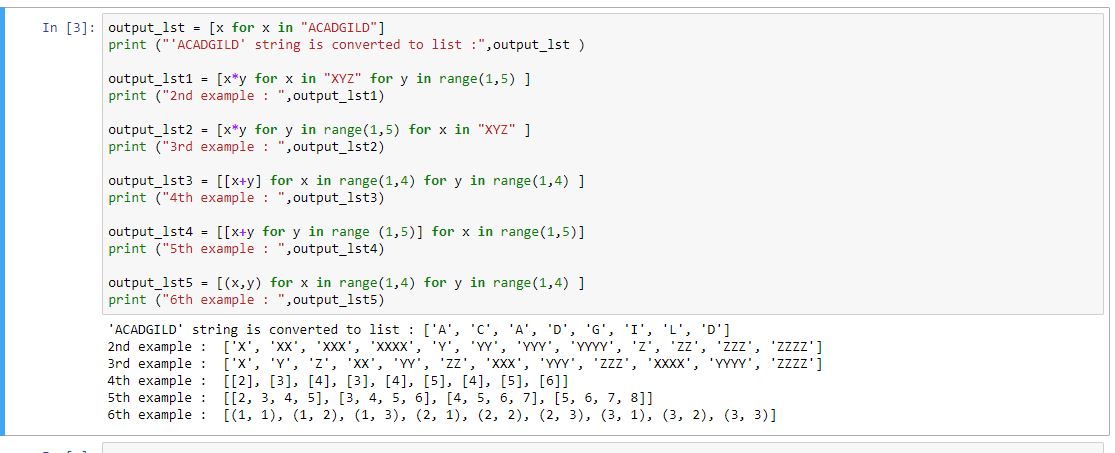 In [3]: output_lst = [x for x in "ACADGILD"]
print ("'ACADGILD' string is converted to list :",output_lst )
output_lst1 = [x*y for x in "XYZ" for y in range(1,5) ]
print ("2nd example : ",output_lst1)
output_lst2 = [x*y for y in range(1,5) for x in "XYZ" ]
print ("3rd example : ",output_lst2)
output_lst3 = [[x+y] for x in range(1,4) for y in range(1,4) ]
print ("4th example : ",output_lst3)
output_lst4 = [[x+y for y in range (1,5)] for x in range(1,5)]
print ("5th example : ",output_lst4)
output_lst5 = [(x,y) for x in range(1,4) for y in range(1,4) ]
print ("6th example : ",output_lst5)
'ACADGILD' string is converted to list : ['A', 'C', 'A', 'D', 'G', 'I', 'L', 'D']
2nd example :  ['X', 'XX', 'XXX', 'XXXX', 'Y', 'YY', 'YYY', 'YYYY', 'Z', 'ZZ', 'ZZZ', 'ZZZZ']
3rd example :  ['X', 'Y', 'Z', 'XX', 'YY', 'ZZ', 'XXX', 'YYY', 'ZZZ', 'XXXX', 'YYYY', 'ZZZZ']
4th example :  [[2], [3], [4], [3], [4], [5], [4], [5], [6]]
5th example :  [[2, 3, 4, 5], [3, 4, 5, 6], [4, 5, 6, 7], [5, 6, 7, 8]]
6th example :  [(1, 1), (1, 2), (1, 3), (2, 1), (2, 2), (2, 3), (3, 1), (3, 2), (3, 3)]